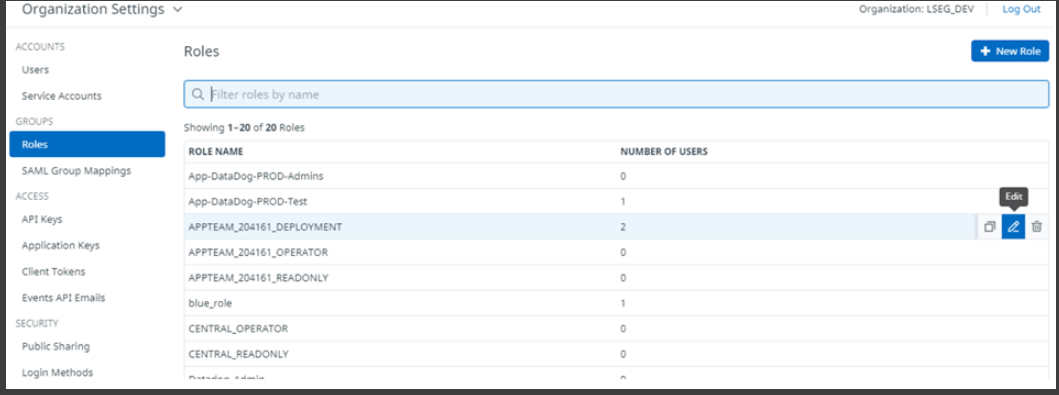 Organization Settings
Organization: LSEG_DEV
Log Out
ACCOUNTS
Users
Service Accounts
GROUPS
Roles
SAML Group Mappings
ACCESS
API Keys
Application Keys
Client Tokens
Events API Emails
SECURITY
Public Sharing
Login Methods
Roles
+ New Role
Filter roles by name
Showing 1–20 of 20 Roles
ROLE NAME NUMBER OF USERS
App-DataDog-PROD-Admins 0
App-DataDog-PROD-Test 1
Edit
APPTEAM_204161_DEPLOYMENT 2
APPTEAM_204161_OPERATOR 0
APPTEAM_204161_READONLY 0
blue_role 1
CENTRAL_OPERATOR 0
CENTRAL_READONLY 0
Datadog Admin 0